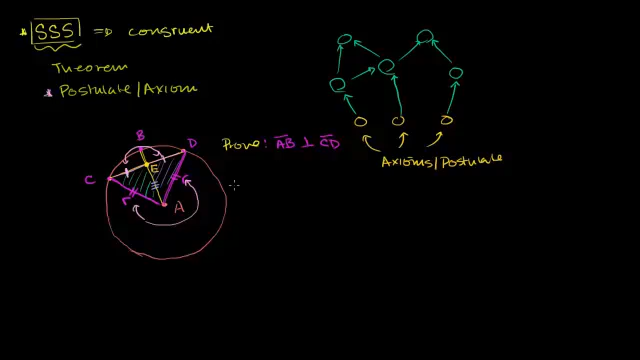 * SSS => congruent
Theorem
* Postulate/Axiom
Prove: AB ⊥ CD
Axioms/Postulate
B
D
E
C
r
r
A